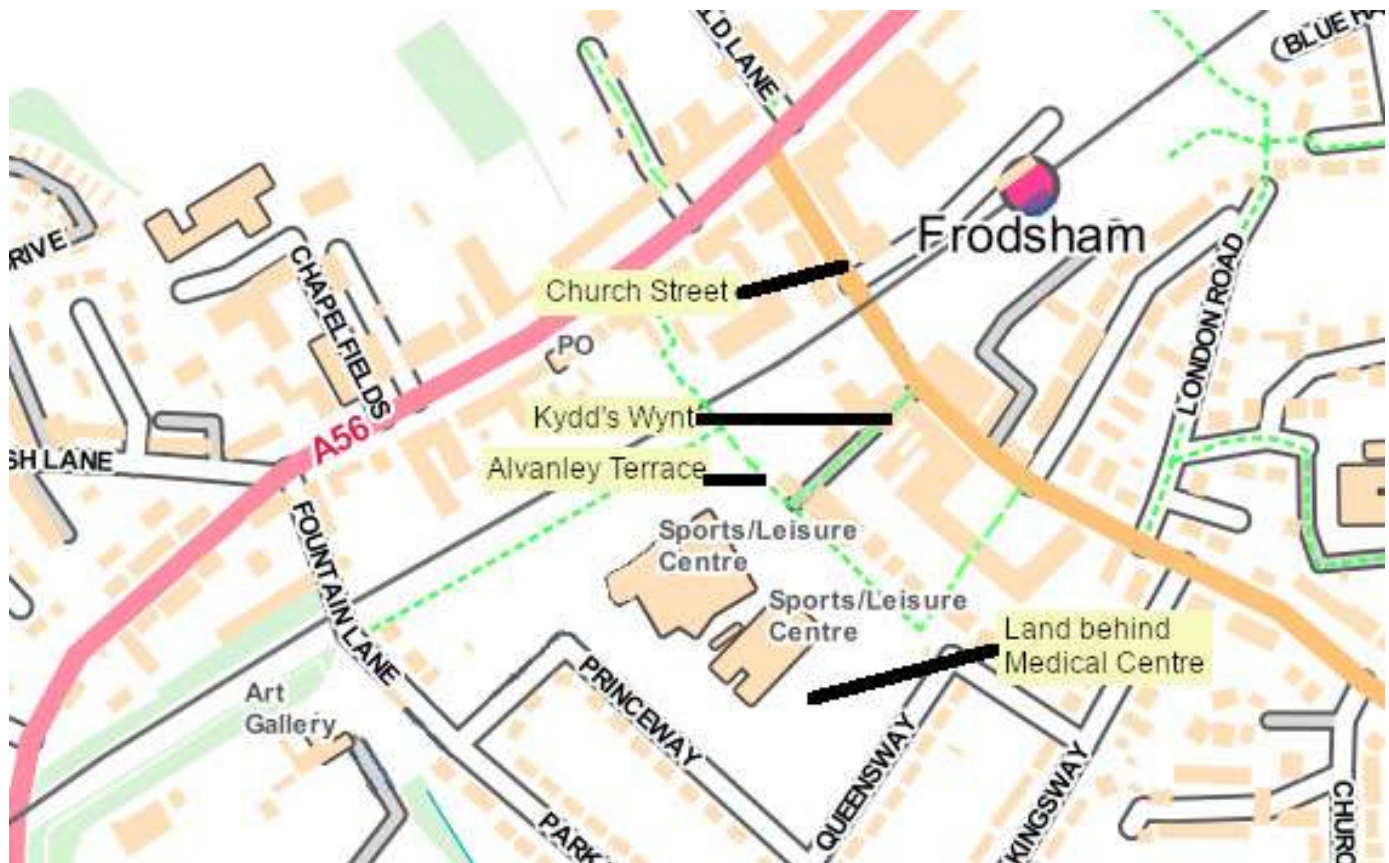 LD LANE
BLUE HA
Frodsham
RIVE
CHAPELFIELDS
Church Street
LONDON ROAD
PO
Kydd's Wynt
A56
SH LANE
Alvanley Terrace
FOUNTAIN LANE
Sports/Leisure
Centre
Sports/Leisure
Centre
Land behind
Medical Centre
Art
Gallery
PRINCEWAY
QUEENSWAY
KINGSWAY
PARK
CHURC